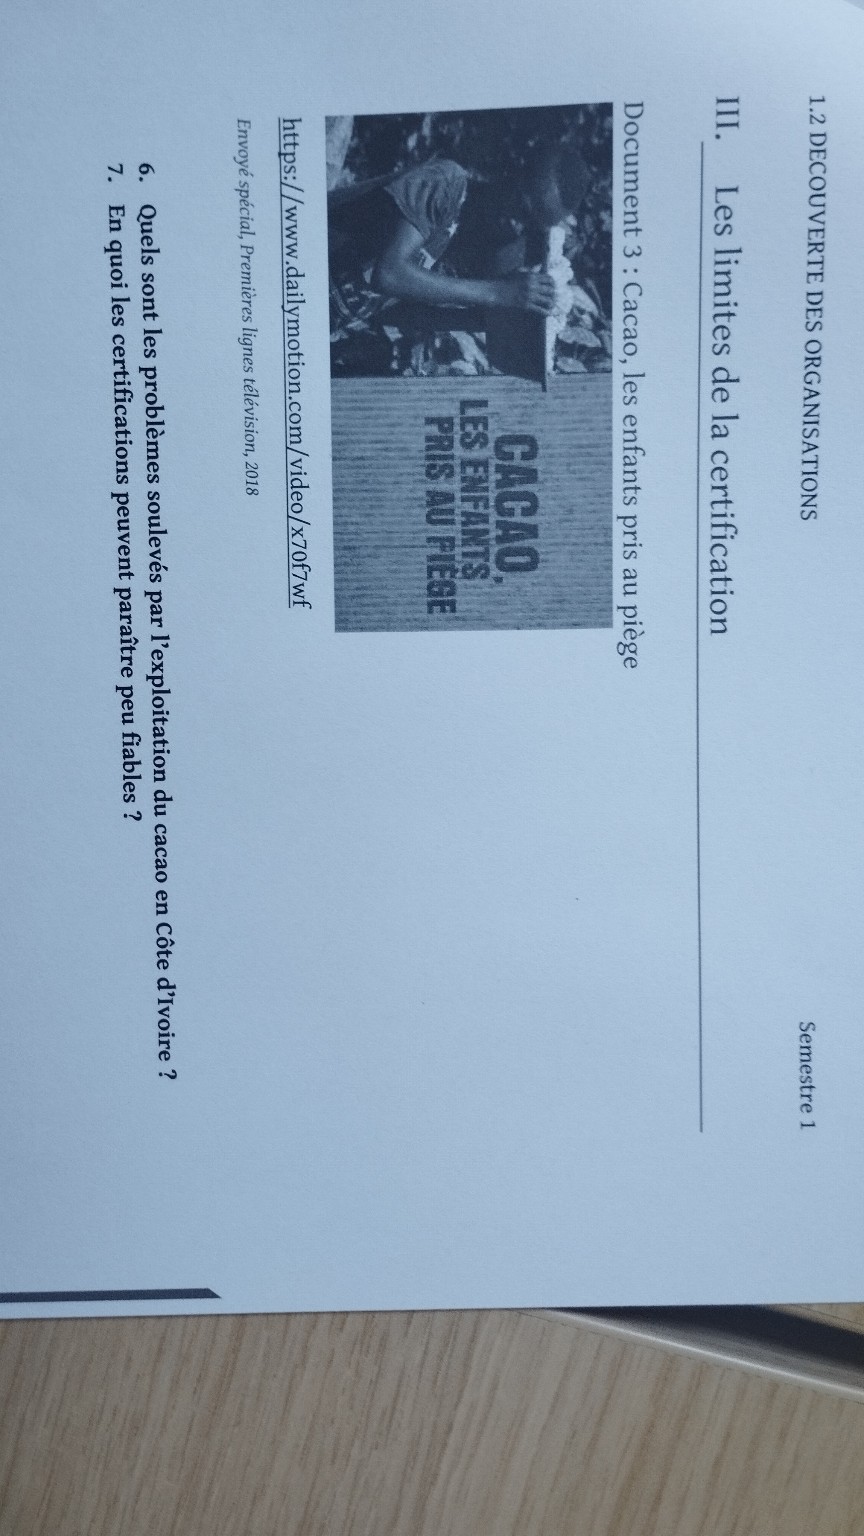 1.2 DECOUVERTE DES ORGANISATIONS
Semestre 1
III. Les limites de la certification
Document 3 : Cacao, les enfants pris au piège
CACAO,
LES ENFANTS
PRIS AU PIÈGE
https://www.dailymotion.com/video/x70f7wf
Envoyé spécial, Premières lignes télévision, 2018
6. Quels sont les problèmes soulevés par l'exploitation du cacao en Côte d'Ivoire ?
7. En quoi les certifications peuvent paraître peu fiables ?